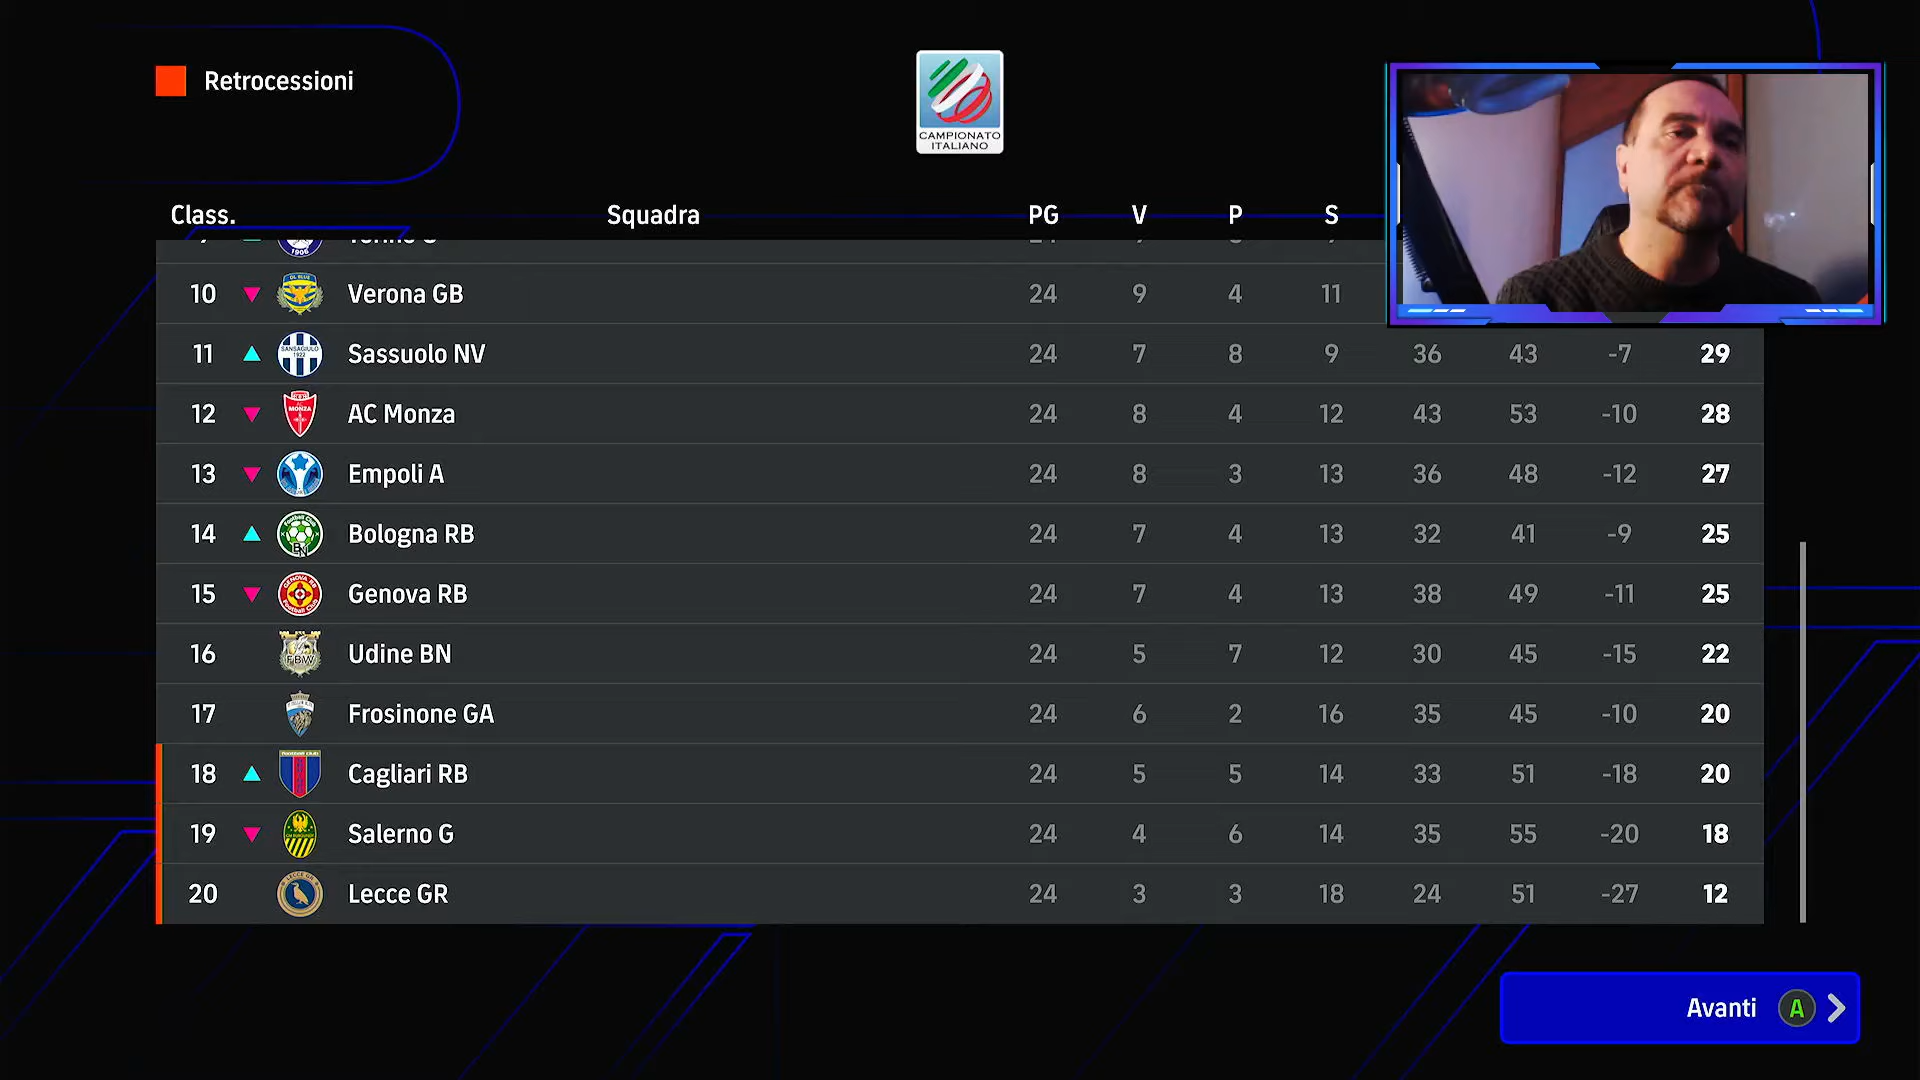 Retrocessioni
CAMPIONATO
ITALIANO
Class. Squadra PG V P S
10 Verona GB 24 9 4 11
11 Sassuolo NV 24 7 8 9 36 43 -7 29
12 AC Monza 24 8 4 12 43 53 -10 28
13 Empoli A 24 8 3 13 36 48 -12 27
14 Bologna RB 24 7 4 13 32 41 -9 25
15 Genova RB 24 7 4 13 38 49 -11 25
16 Udine BN 24 5 7 12 30 45 -15 22
17 Frosinone GA 24 6 2 16 35 45 -10 20
18 Cagliari RB 24 5 5 14 33 51 -18 20
19 Salerno G 24 4 6 14 35 55 -20 18
20 Lecce GR 24 3 3 18 24 51 -27 12
Avanti A